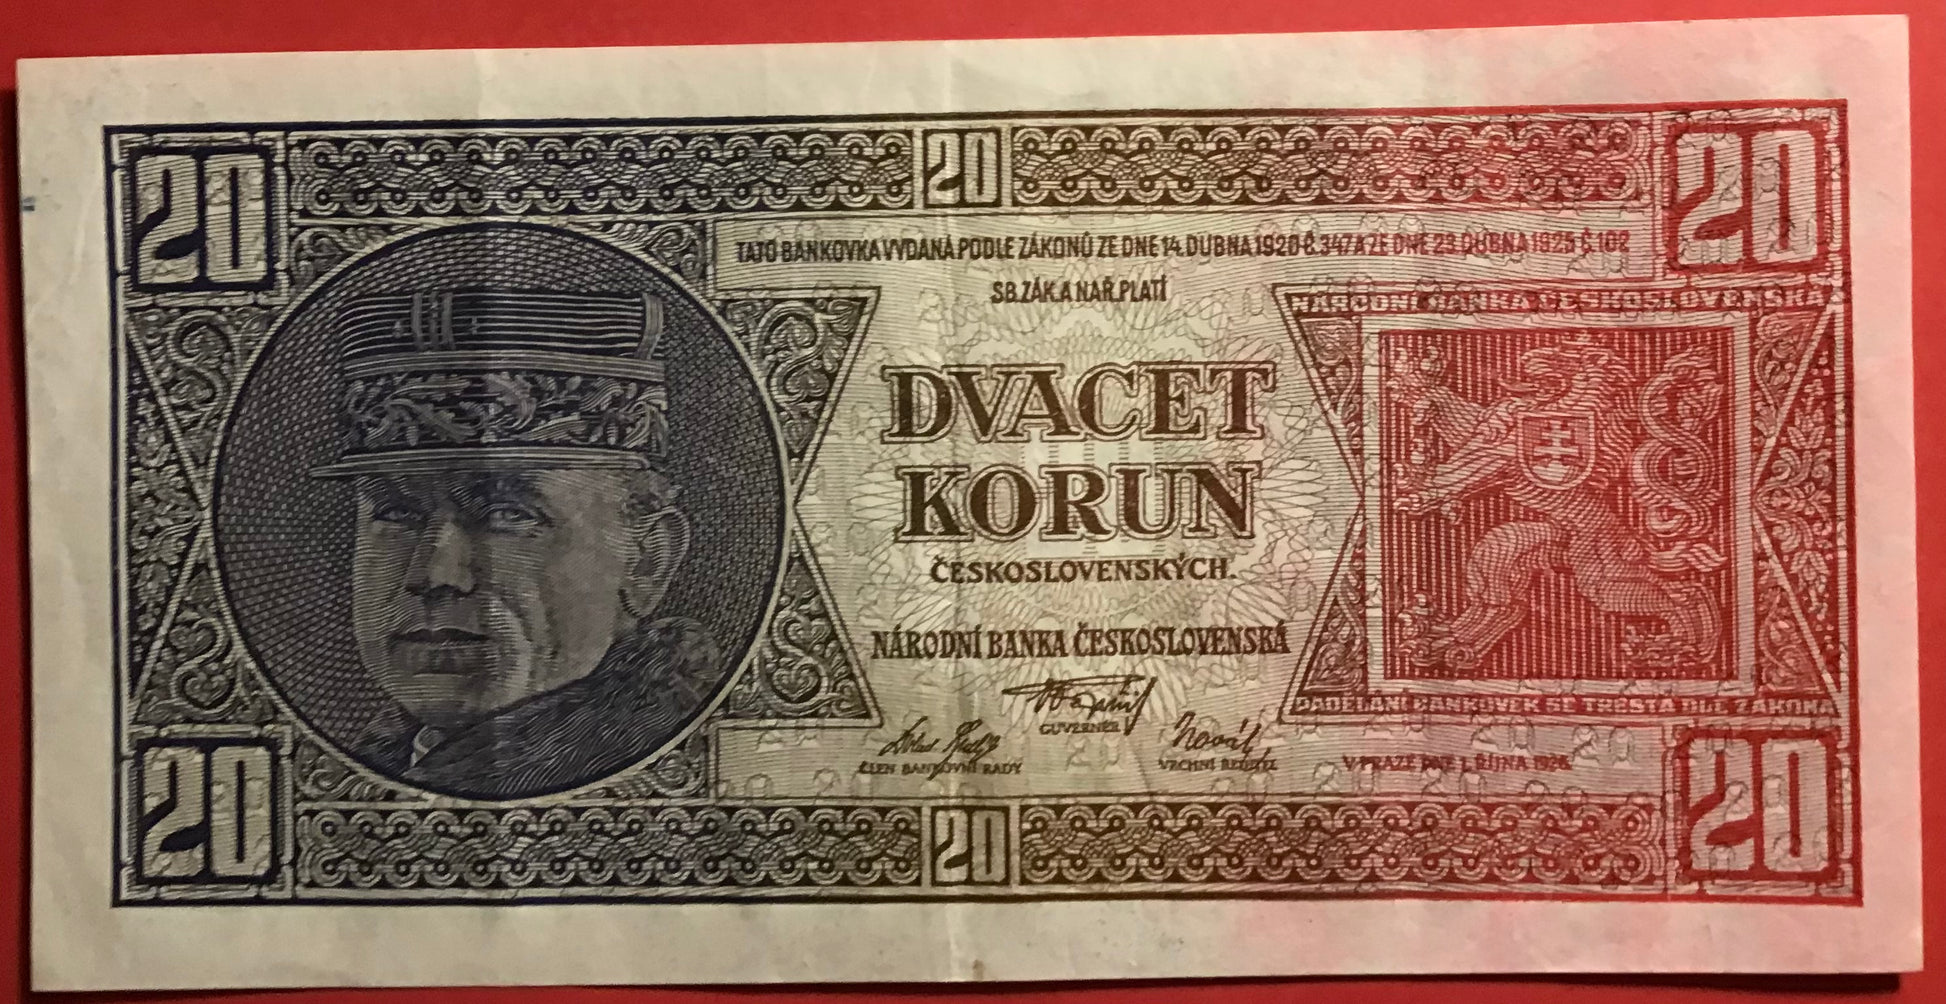 20 20 20
TATO BANKOVKA VYDANÁ PODLE ZÁKONŮ ZE DNE 14. DUBNA 1920 Č. 347 A ZE DNE 23. DUBNA 1925 Č. 102
SB. ZÁK. A NAŘ. PLATÍ
NÁRODNÍ BANKA ČESKOSLOVENSKÁ
DVACET
KORUN
ČESKOSLOVENSKÝCH.
NÁRODNÍ BANKA ČESKOSLOVENSKÁ
GUVERNÉR
PADĚLÁNÍ BANKOVEK SE TRESTÁ DLE ZÁKONA
Novák
ČLEN BANKOVNÍ RADY
VRCHNÍ ŘEDITEL
V PRAZE DNE 1. ŘÍJNA 1926.
20 20 20